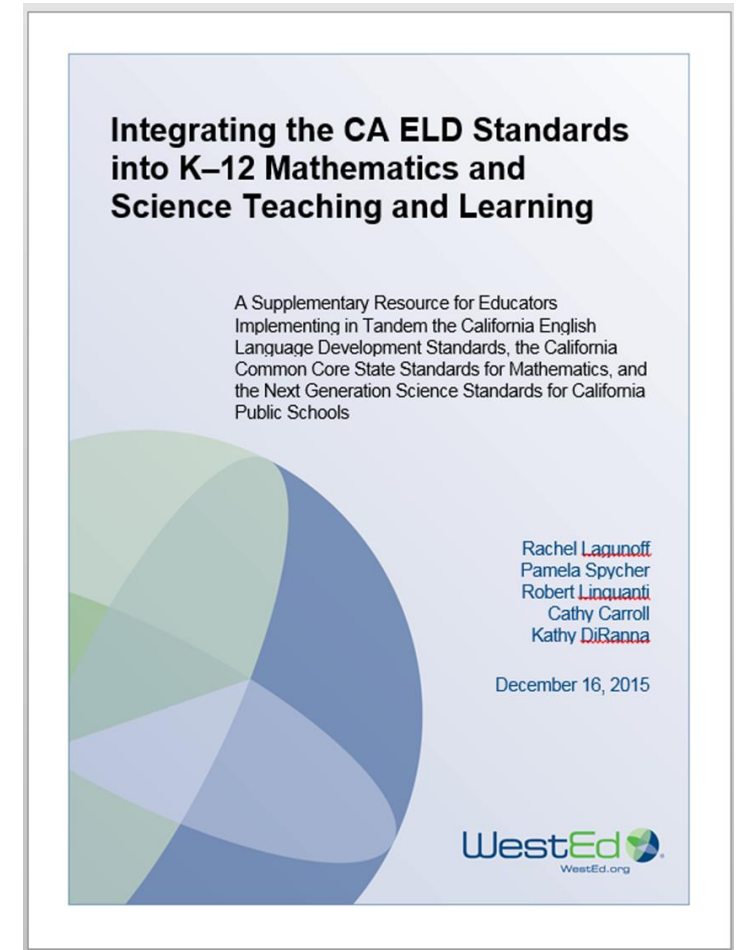 Integrating the CA ELD Standards
into K–12 Mathematics and
Science Teaching and Learning
A Supplementary Resource for Educators
Implementing in Tandem the California English
Language Development Standards, the California
Common Core State Standards for Mathematics, and
the Next Generation Science Standards for California
Public Schools
Rachel Lagunoff
Pamela Spycher
Robert Linquanti
Cathy Carroll
Kathy DiRanna
December 16, 2015
WestEd
WestEd.org